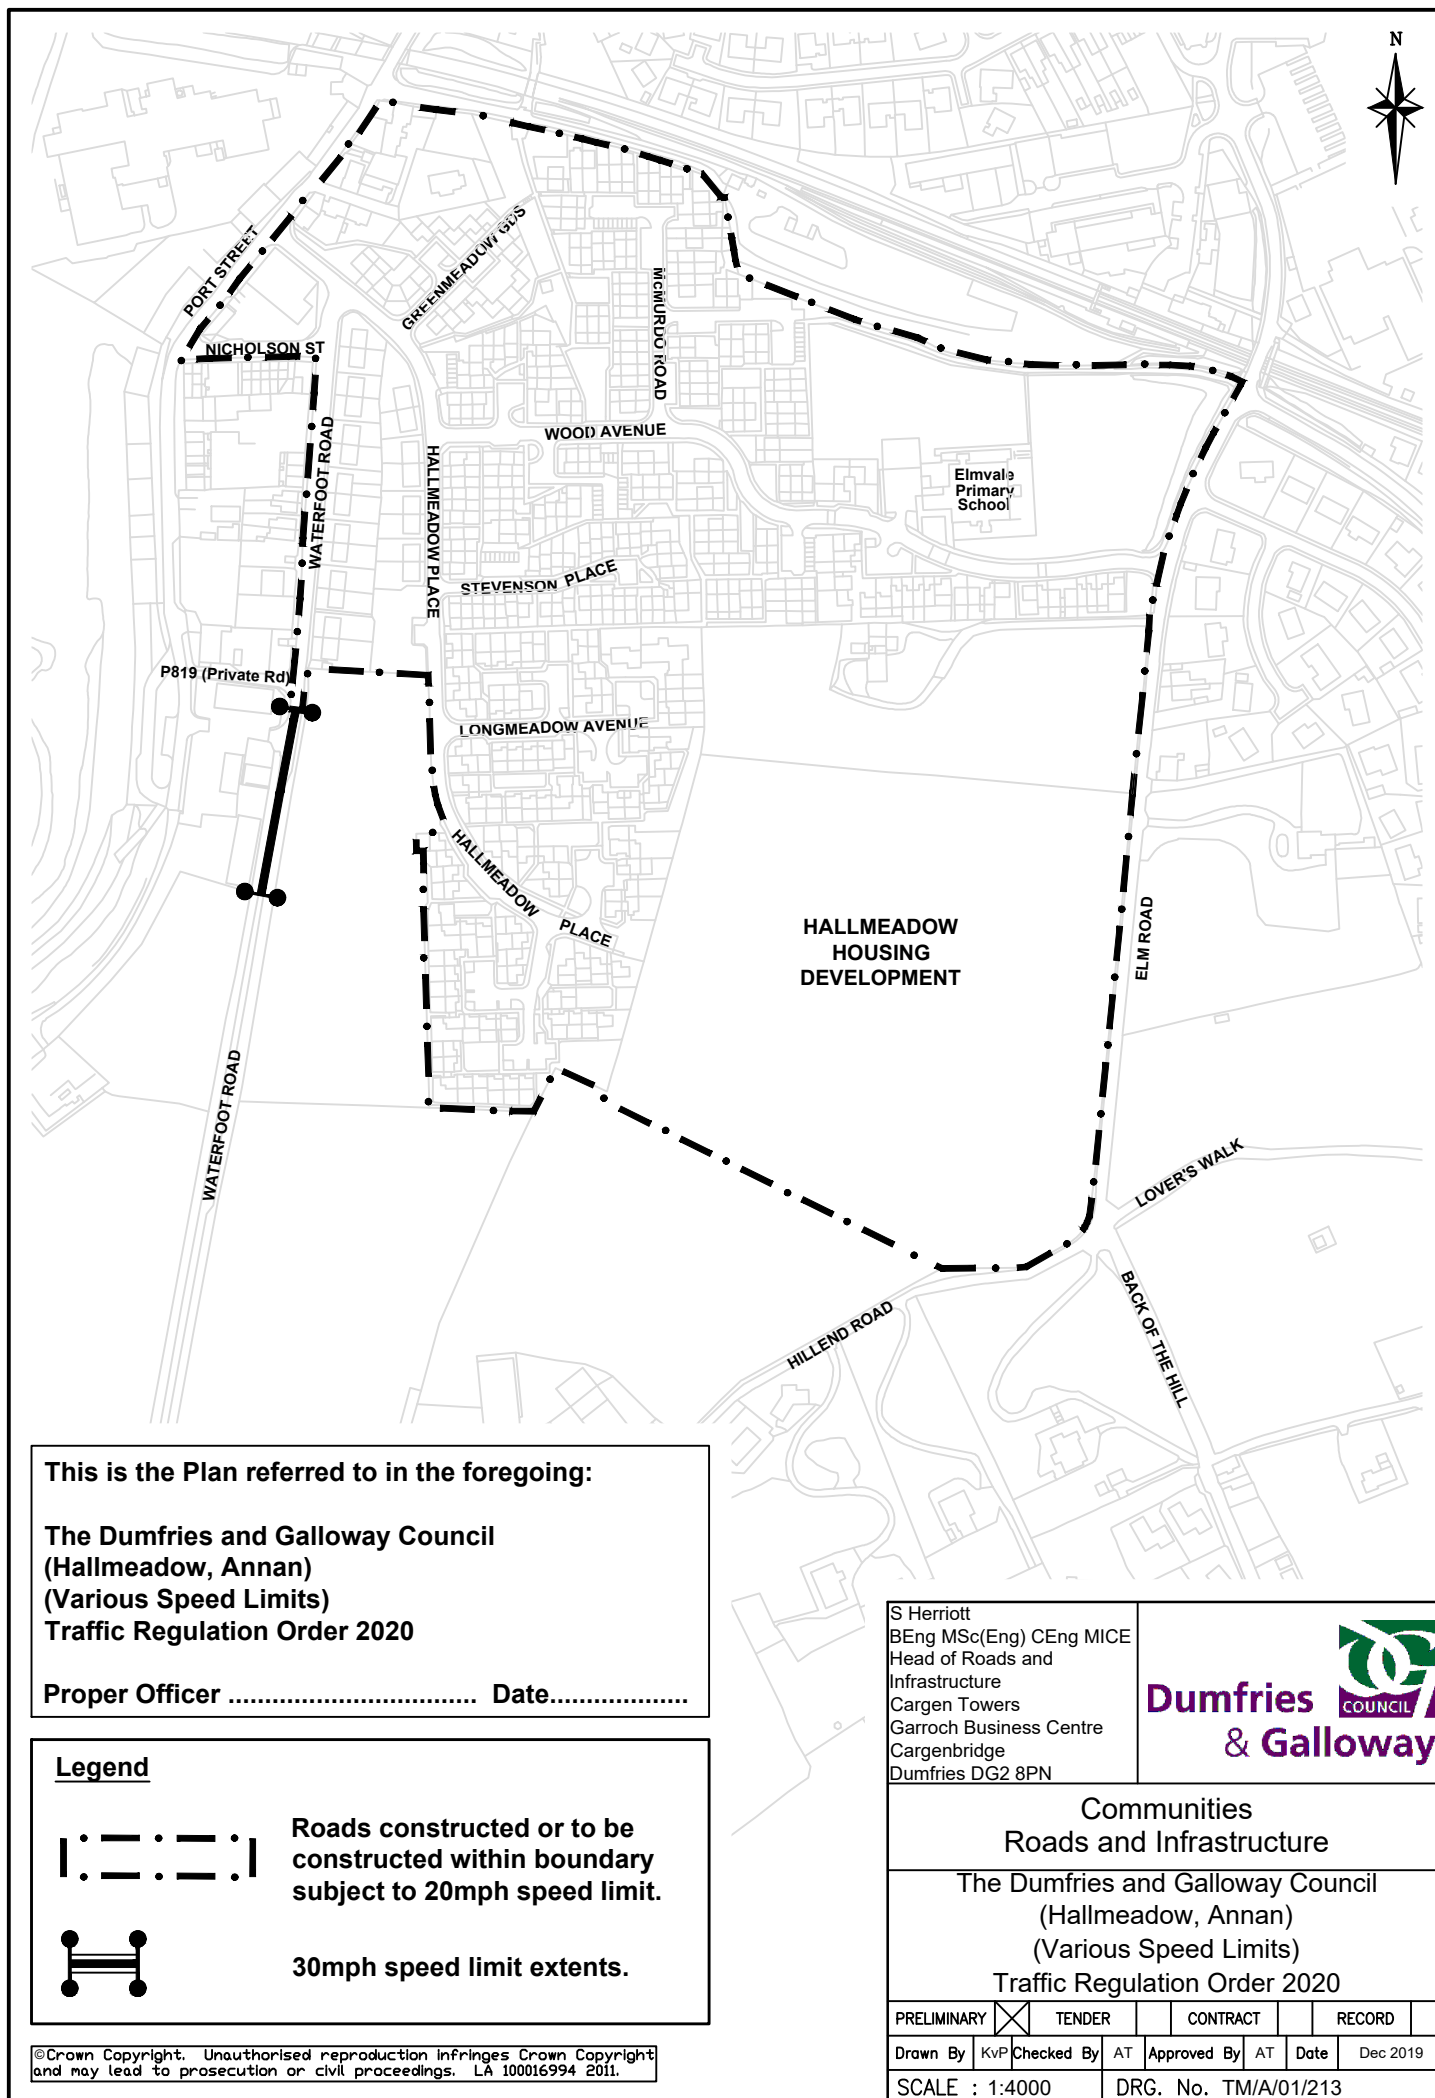 N
PORT STREET
GREENMEADOW GDS
McMURDO ROAD
NICHOLSON ST
WATERFOOT ROAD
HALLMEADOW PLACE
WOOD AVENUE
Elmvale
Primary
School
STEVENSON PLACE
P819 (Private Rd)
LONGMEADOW AVENUE
HALLMEADOW PLACE
HALLMEADOW
HOUSING
DEVELOPMENT
ELM ROAD
WATERFOOT ROAD
LOVER'S WALK
HILLEND ROAD
BACK OF THE HILL
This is the Plan referred to in the foregoing:
The Dumfries and Galloway Council
(Hallmeadow, Annan)
(Various Speed Limits)
Traffic Regulation Order 2020
Proper Officer ................................. Date...................
Legend
Roads constructed or to be
constructed within boundary
subject to 20mph speed limit.
30mph speed limit extents.
©Crown Copyright. Unauthorised reproduction infringes Crown Copyright
and may lead to prosecution or civil proceedings. LA 100016994 2011.
S Herriott
BEng MSc(Eng) CEng MICE
Head of Roads and
Infrastructure
Cargen Towers
Garroch Business Centre
Cargenbridge
Dumfries DG2 8PN
Dumfries
& Galloway
COUNCIL
Communities
Roads and Infrastructure
The Dumfries and Galloway Council
(Hallmeadow, Annan)
(Various Speed Limits)
Traffic Regulation Order 2020
PRELIMINARY TENDER CONTRACT RECORD
Drawn By KvP Checked By AT Approved By AT Date Dec 2019
SCALE : 1:4000 DRG. No. TM/A/01/213